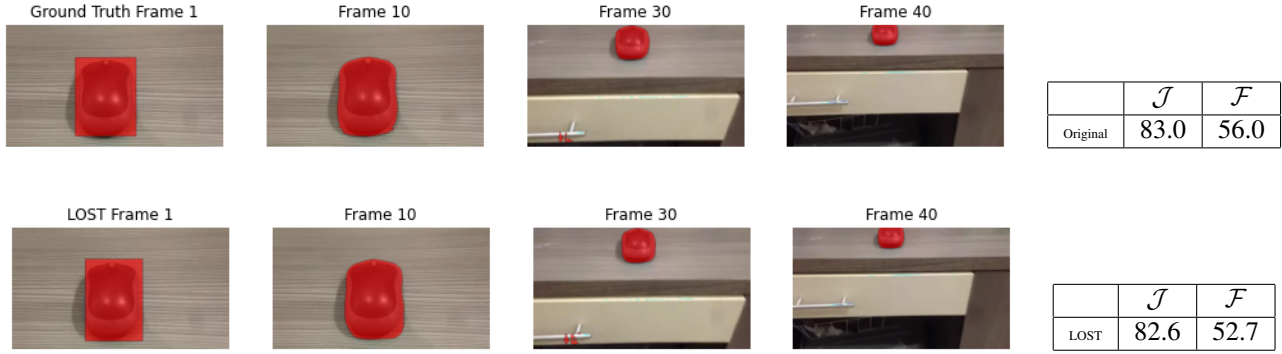 Ground Truth Frame 1 Frame 10 Frame 30 Frame 40
𝒥 ℱ
Original 83.0 56.0
LOST Frame 1 Frame 10 Frame 30 Frame 40
𝒥 ℱ
LOST 82.6 52.7